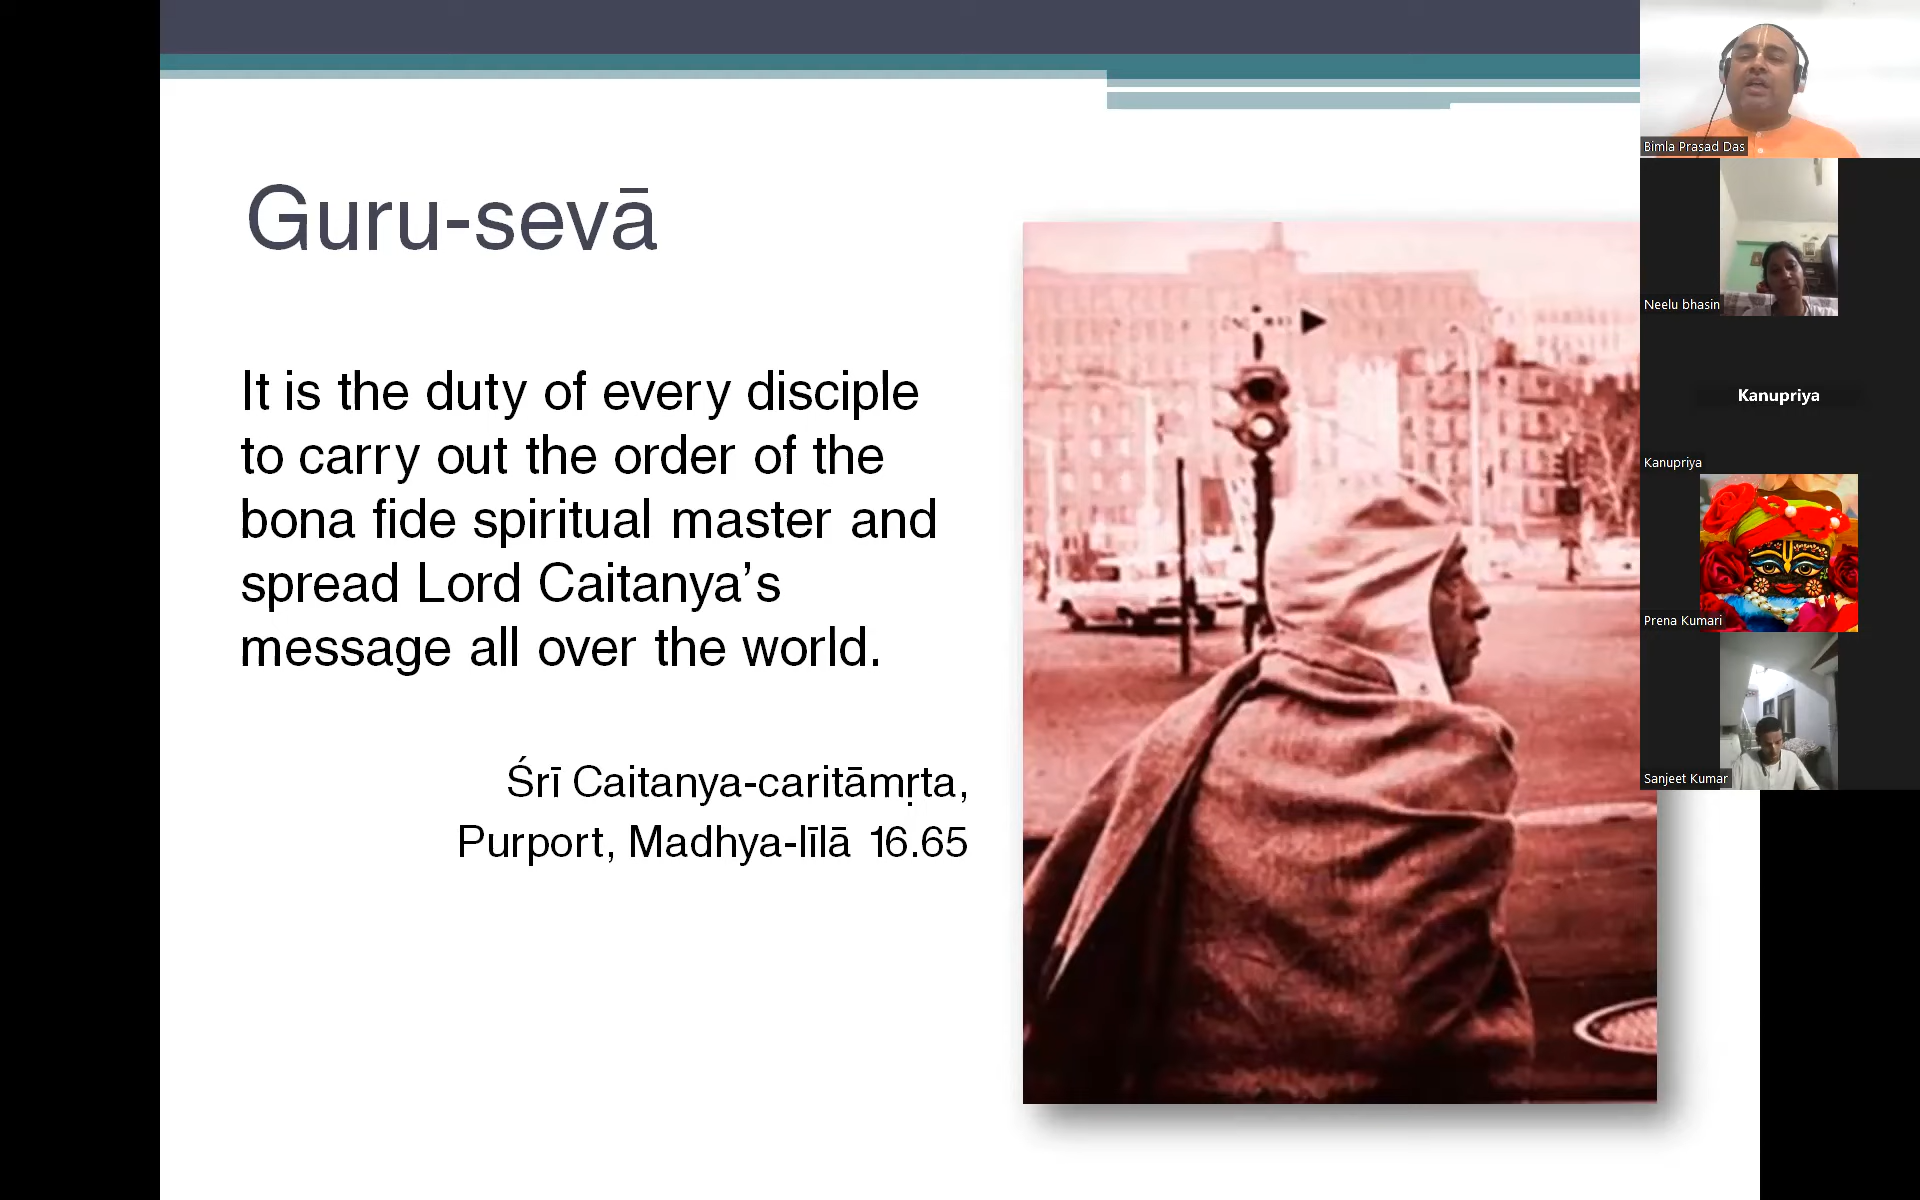 Guru-sevā
It is the duty of every disciple
to carry out the order of the
bona fide spiritual master and
spread Lord Caitanya’s
message all over the world.
Śrī Caitanya-caritāmṛta,
Purport, Madhya-līlā 16.65
Bimla Prasad Das
Neelu bhasin
Kanupriya
Kanupriya
Prena Kumari
Sanjeet Kumar